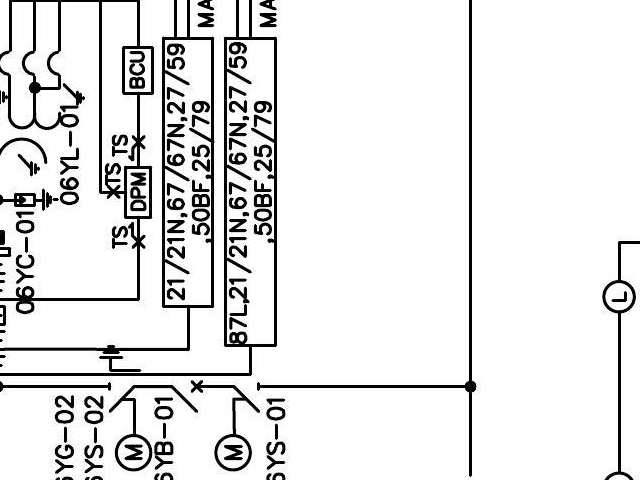 MA
MA
BCU
21/21N,67/67N,27/59
,50BF,25/79
87L,21/21N,67/67N,27/59
,50BF,25/79
TS
TS
DPM
TS
06YL-01
06YC-01
L
6YG-02
6YS-02
M
6YB-01
M
6YS-01